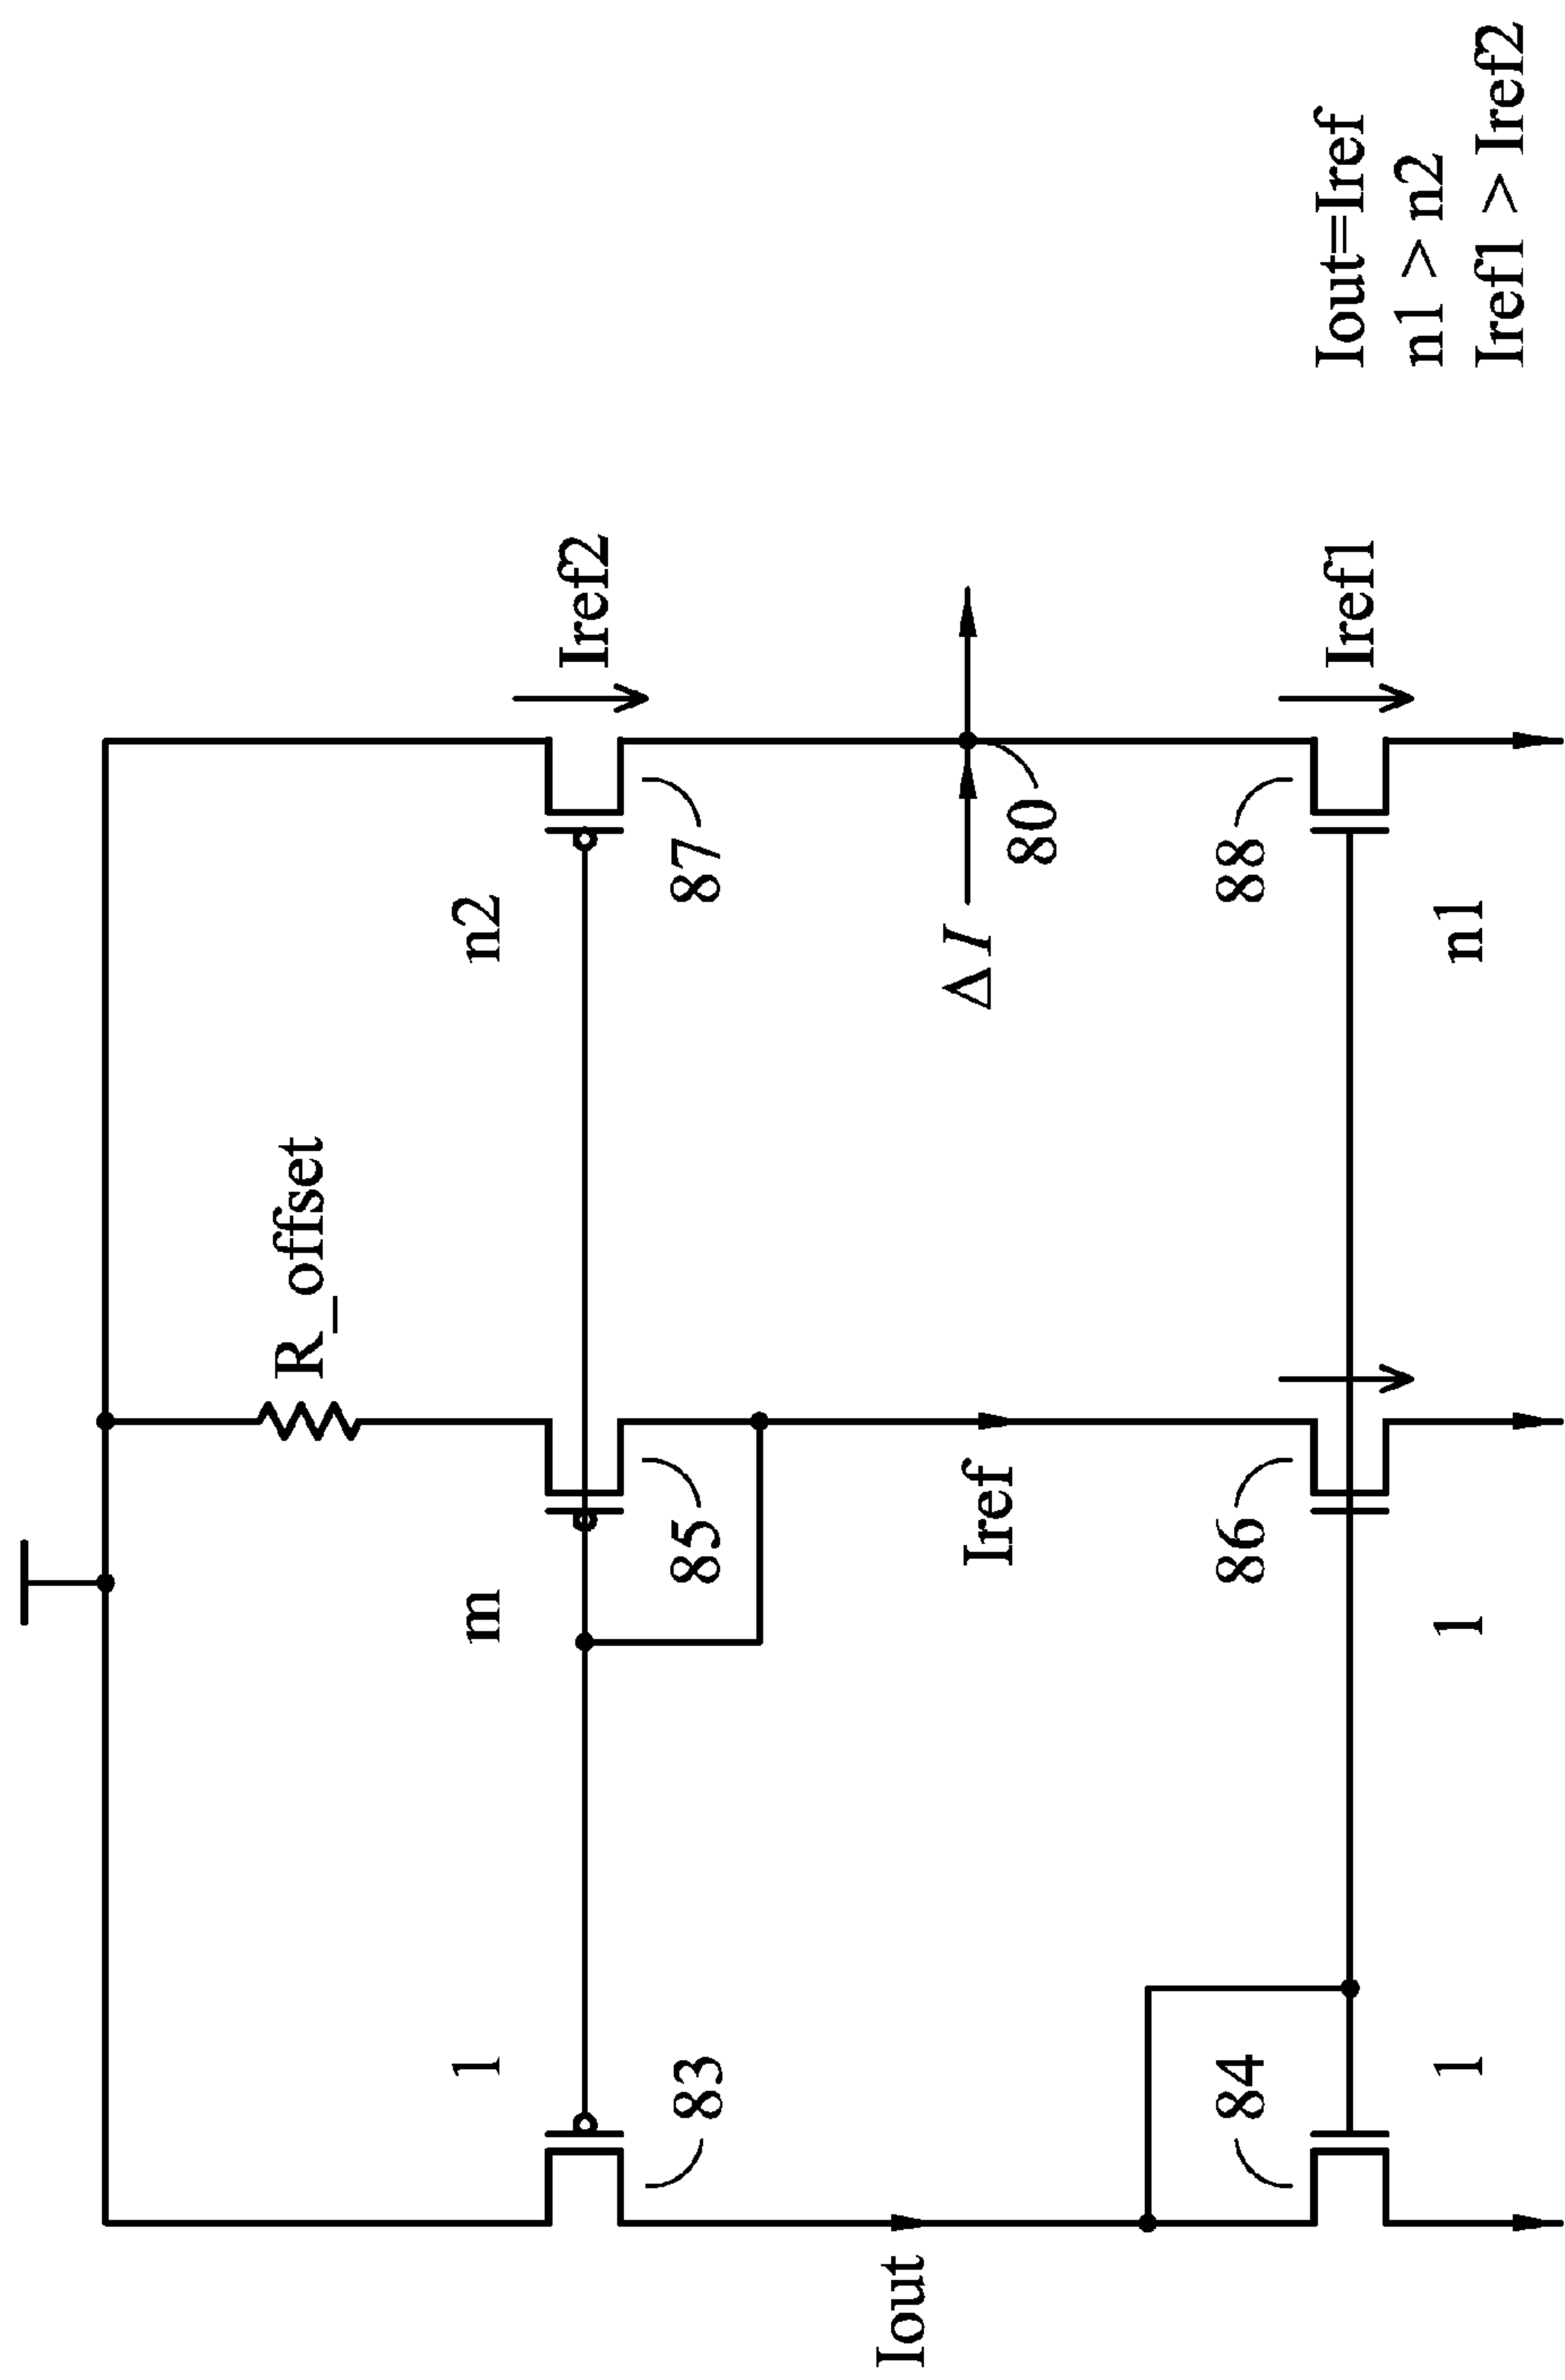 R_offset
1
m
n2
Iref2
83
85
87
Iout
Iref
Δ I
80
84
86
88
Iref1
1
1
n1
Iout=Iref
n1 > n2
Iref1 > Iref2